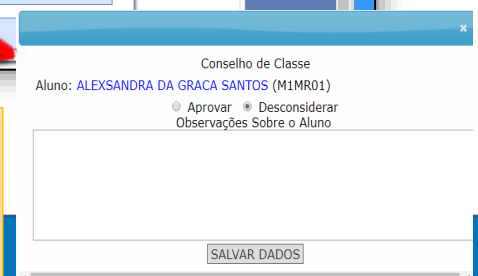 Conselho de Classe
Aluno: ALEXSANDRA DA GRACA SANTOS (M1MR01)
Aprovar Desconsiderar
Observações Sobre o Aluno
SALVAR DADOS